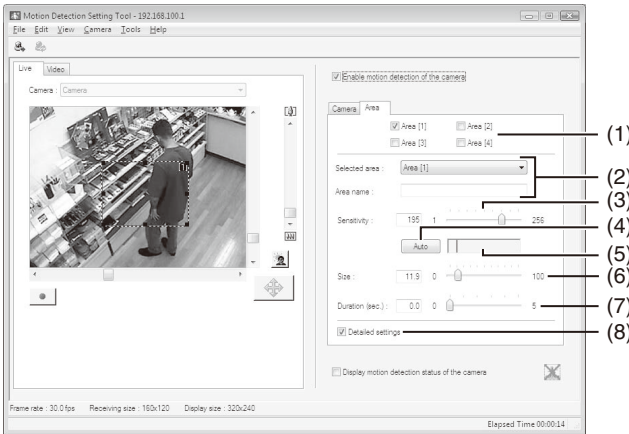 Motion Detection Setting Tool - 192.168.100.1
File Edit View Camera Tools Help
Live Video
Camera : Camera
1
Enable motion detection of the camera
Camera Area
Area [1] Area [2]
Area [3] Area [4]
(1)
Selected area : Area [1]
(2)
Area name :
(3)
Sensitivity : 195 1 256
(4)
Auto
(5)
Size : 11.9 0 100
(6)
Duration (sec.) : 0.0 0 5
(7)
Detailed settings
(8)
Display motion detection status of the camera
Frame rate : 30.0 fps Receiving size : 160x120 Display size : 320x240
Elapsed Time 00:00:14